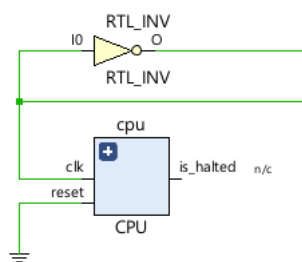 RTL_INV
I0
O
RTL_INV
cpu
clk
is_halted
n/c
reset
CPU